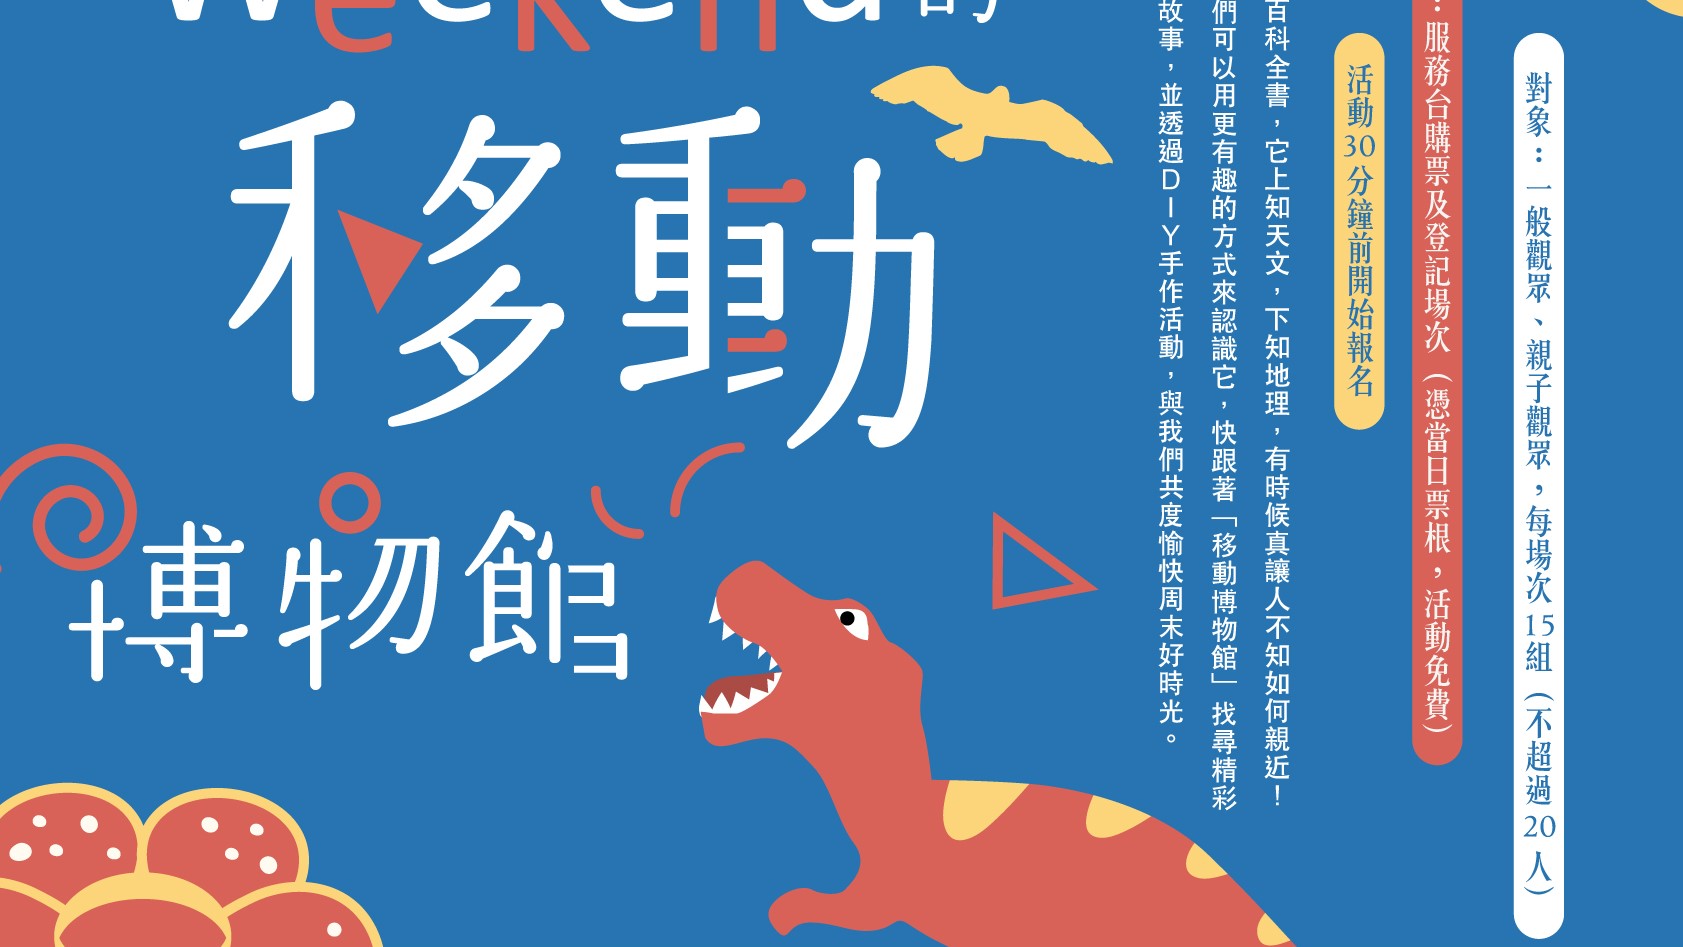 Weekend的
移動
博物館
對象：一般觀眾、親子觀眾，每場次15組（不超過20人）
：服務台購票及登記場次（憑當日票根，活動免費）
活動30分鐘前開始報名
百科全書，它上知天文，下知地理，有時候真讓人不知如何親近！
們可以用更有趣的方式來認識它，快跟著「移動博物館」找尋精彩
故事，並透過DIY手作活動，與我們共度愉快周末好時光。